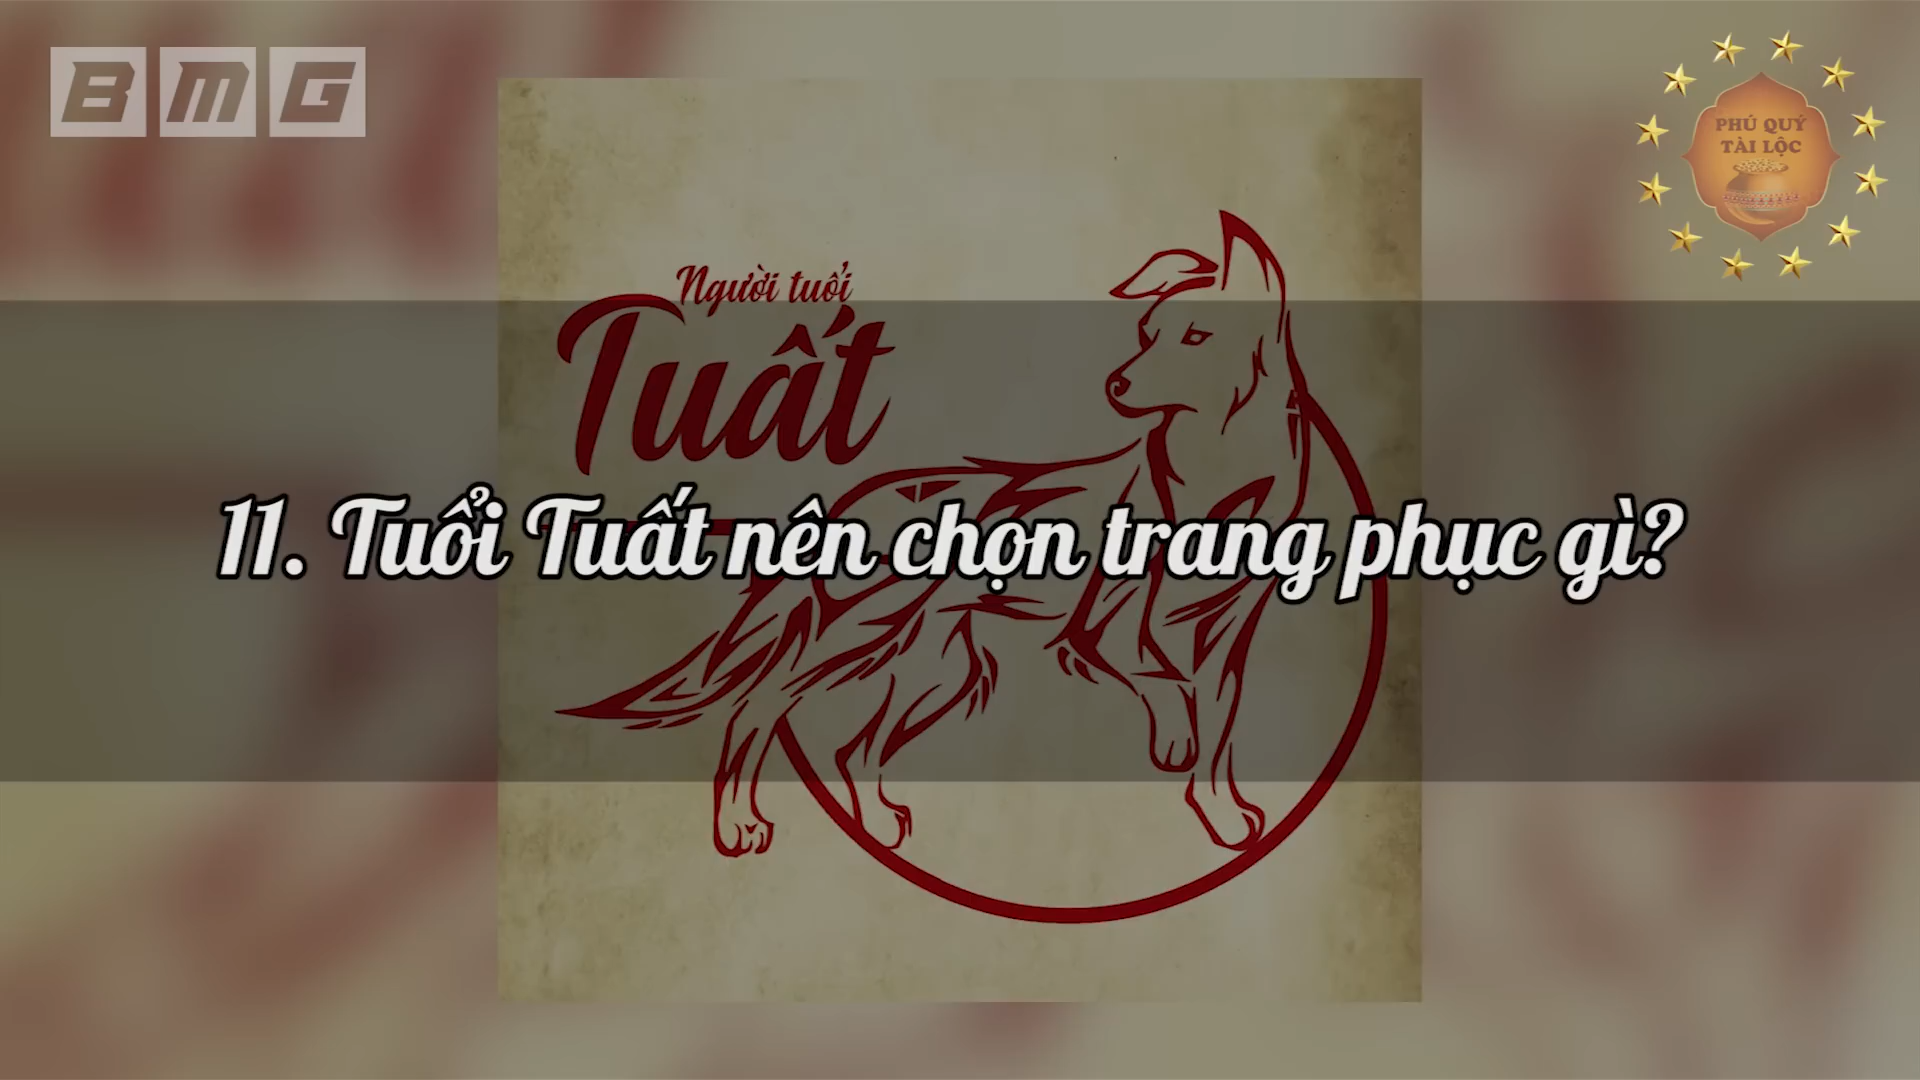 BMG
PHÚ QUÝ
TÀI LỘC
Người tuổi
Tuất
11. Tuổi Tuất nên chọn trang phục gì?